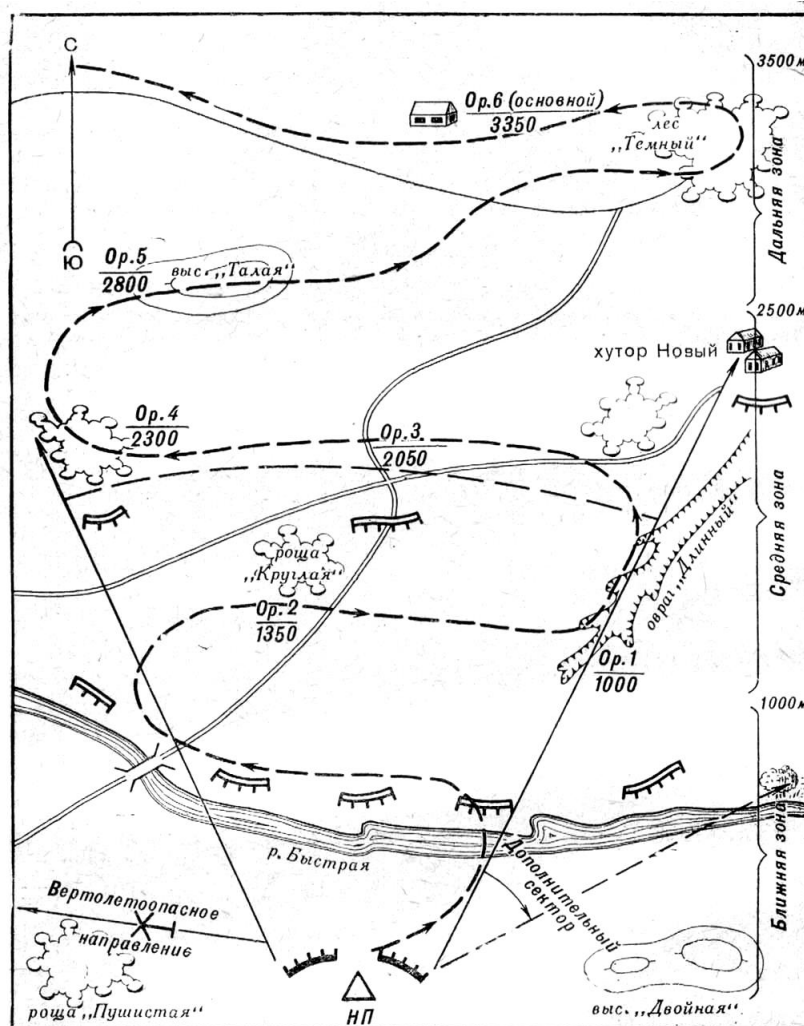 С
3500м
Ор.6 (основной)
3350
лес
„Темный“
Дальняя зона
Ю
Ор.5
2800
выс. „Талая“
2500м
хутор Новый
Ор.4
2300
Ор.3
2050
Средняя зона
овраг „Длинный“
роща
„Круглая“
Ор.2
1350
Ор.1
1000
1000м
Ближняя зона
р. Быстрая
Дополнительный
сектор
Вертолетоопасное
направление
роща „Пушистая“
НП
выс. „Двойная“